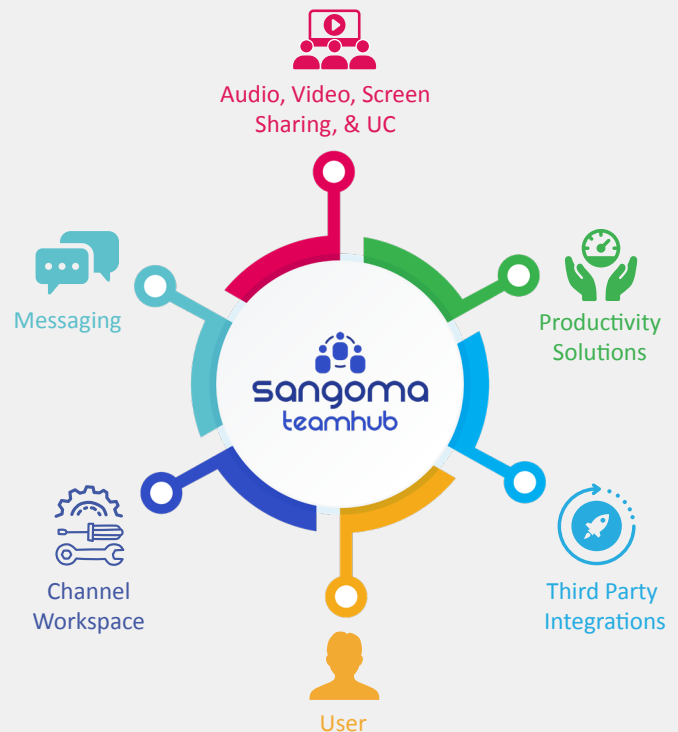 Audio, Video, Screen
Sharing, & UC
Messaging
Productivity
Solutions
sangoma
teamhub
Channel
Workspace
Third Party
Integrations
User